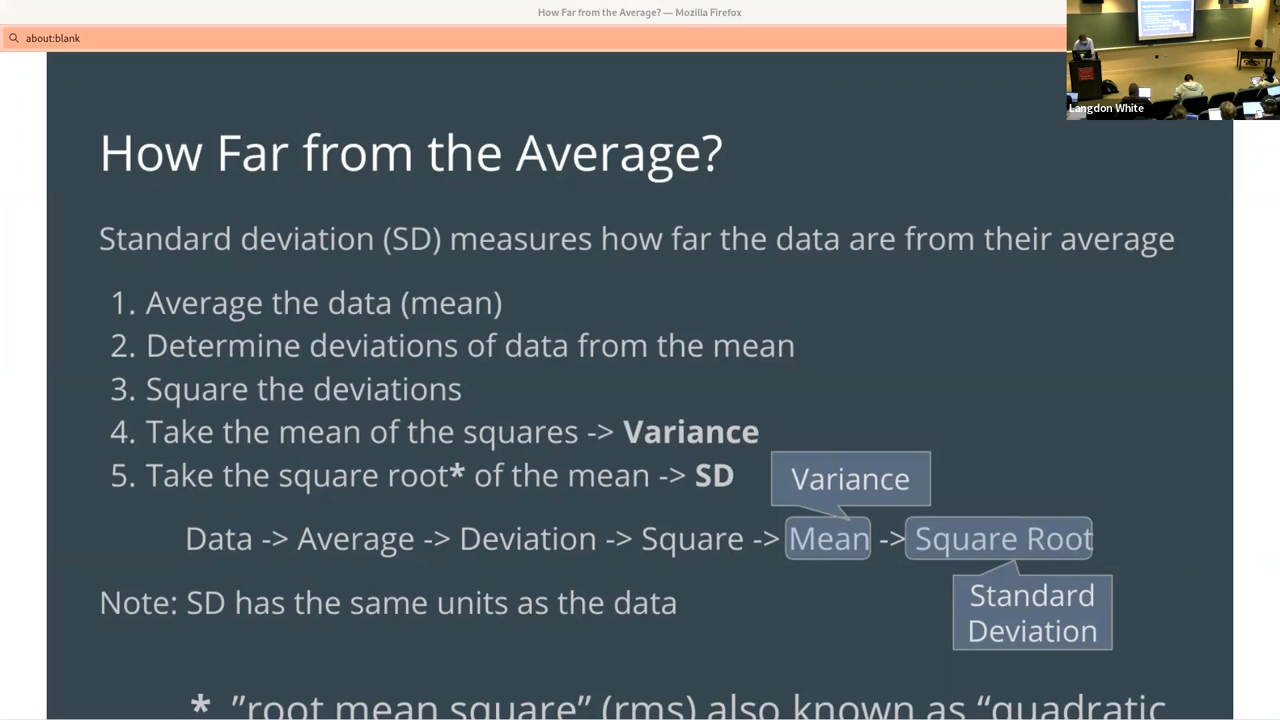 How Far from the Average? — Mozilla Firefox
about:blank
Langdon White
How Far from the Average?
Standard deviation (SD) measures how far the data are from their average
1. Average the data (mean)
2. Determine deviations of data from the mean
3. Square the deviations
4. Take the mean of the squares -> Variance
5. Take the square root* of the mean -> SD
Variance
Data -> Average -> Deviation -> Square -> Mean -> Square Root
Standard
Deviation
Note: SD has the same units as the data
* ”root mean square” (rms) also known as “quadratic